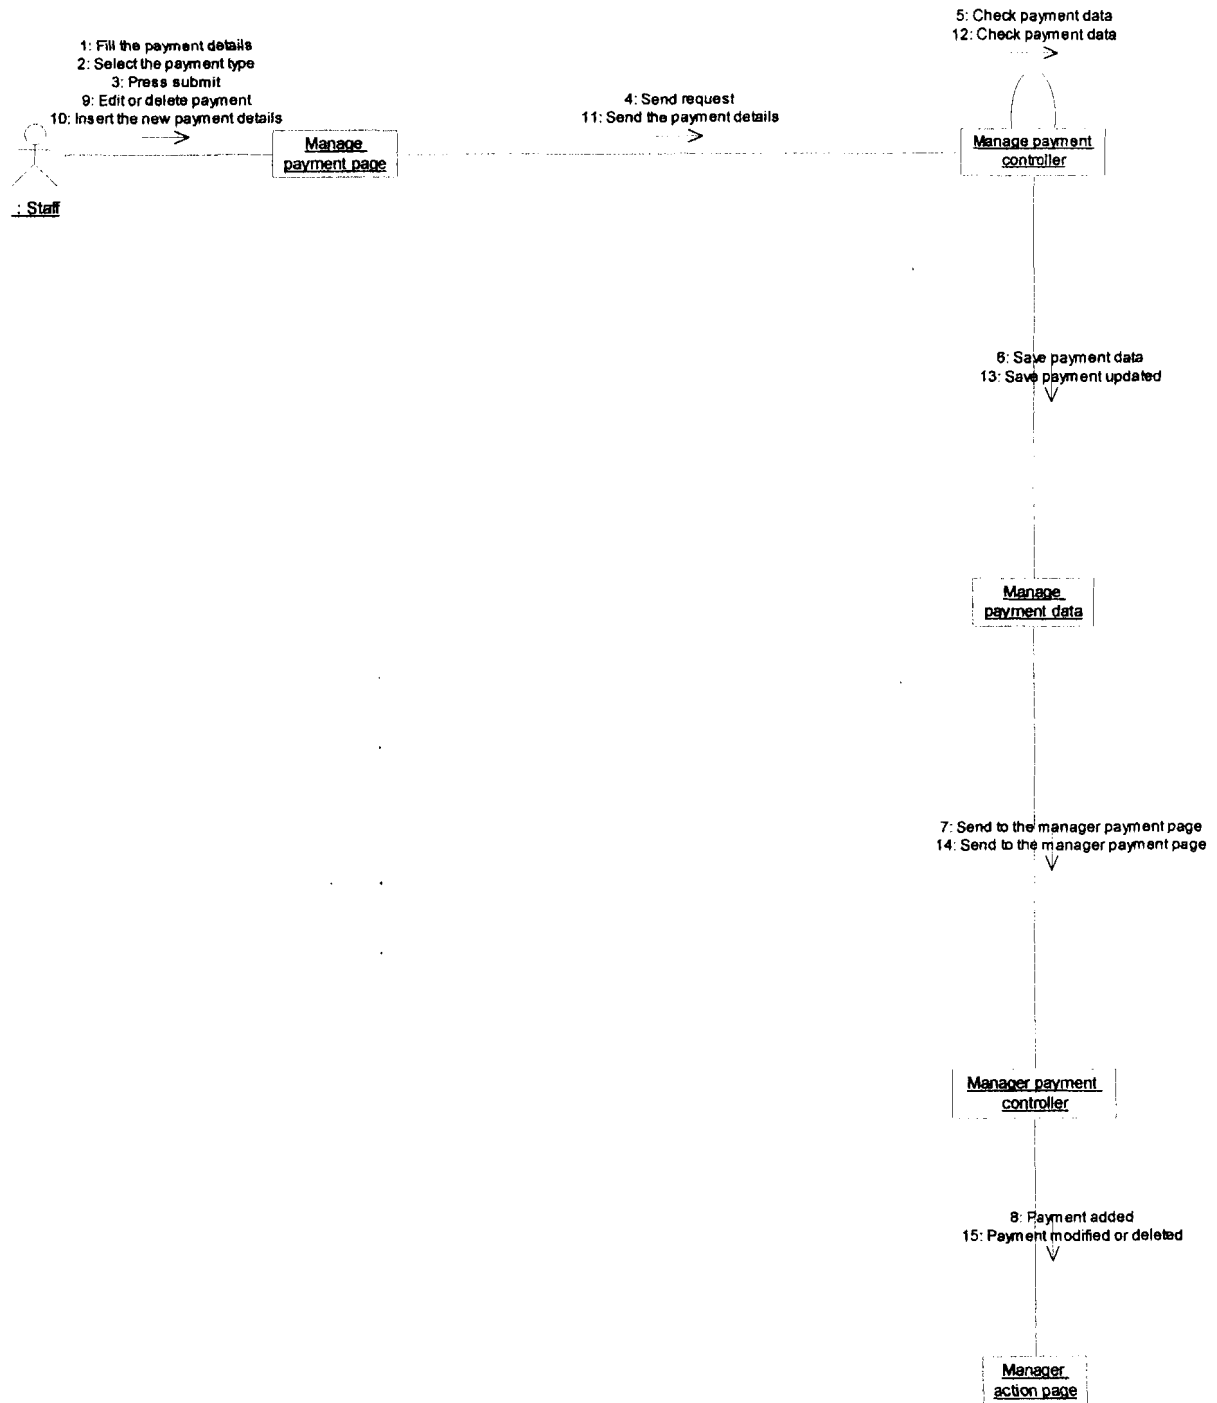 5: Check payment data
12: Check payment data
1: Fill the payment details
2: Select the payment type
3: Press submit
9: Edit or delete payment
10: Insert the new payment details
4: Send request
11: Send the payment details
Manage
payment page
Manage payment
controller
: Staff
6: Save payment data
13: Save payment updated
Manage
payment data
7: Send to the manager payment page
14: Send to the manager payment page
Manager payment
controller
8: Payment added
15: Payment modified or deleted
Manager
action page